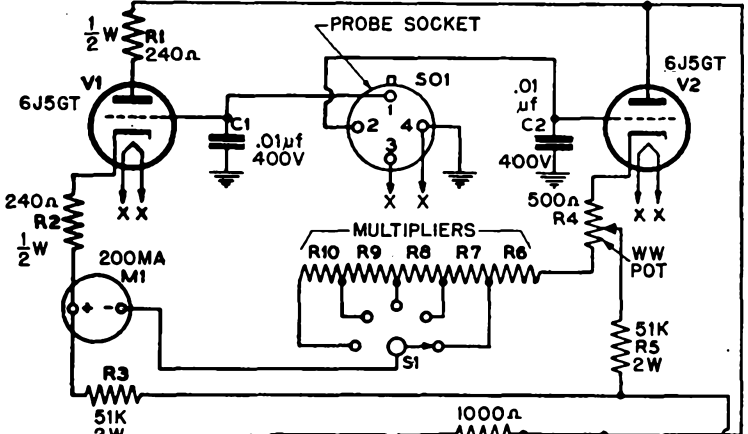 PROBE SOCKET
1/2 W
R1
240Ω
V1
6J5GT
SO1
.01
μf
C2
400V
6J5GT
V2
C1
.01μf
400V
1
2
4
3
X X
X
X
X X
240Ω
R2
1/2 W
500Ω
R4
WW
POT
MULTIPLIERS
R10 R9 R8 R7 R6
200MA
M1
+ -
S1
51K
R5
2W
R3
51K
2W
1000Ω